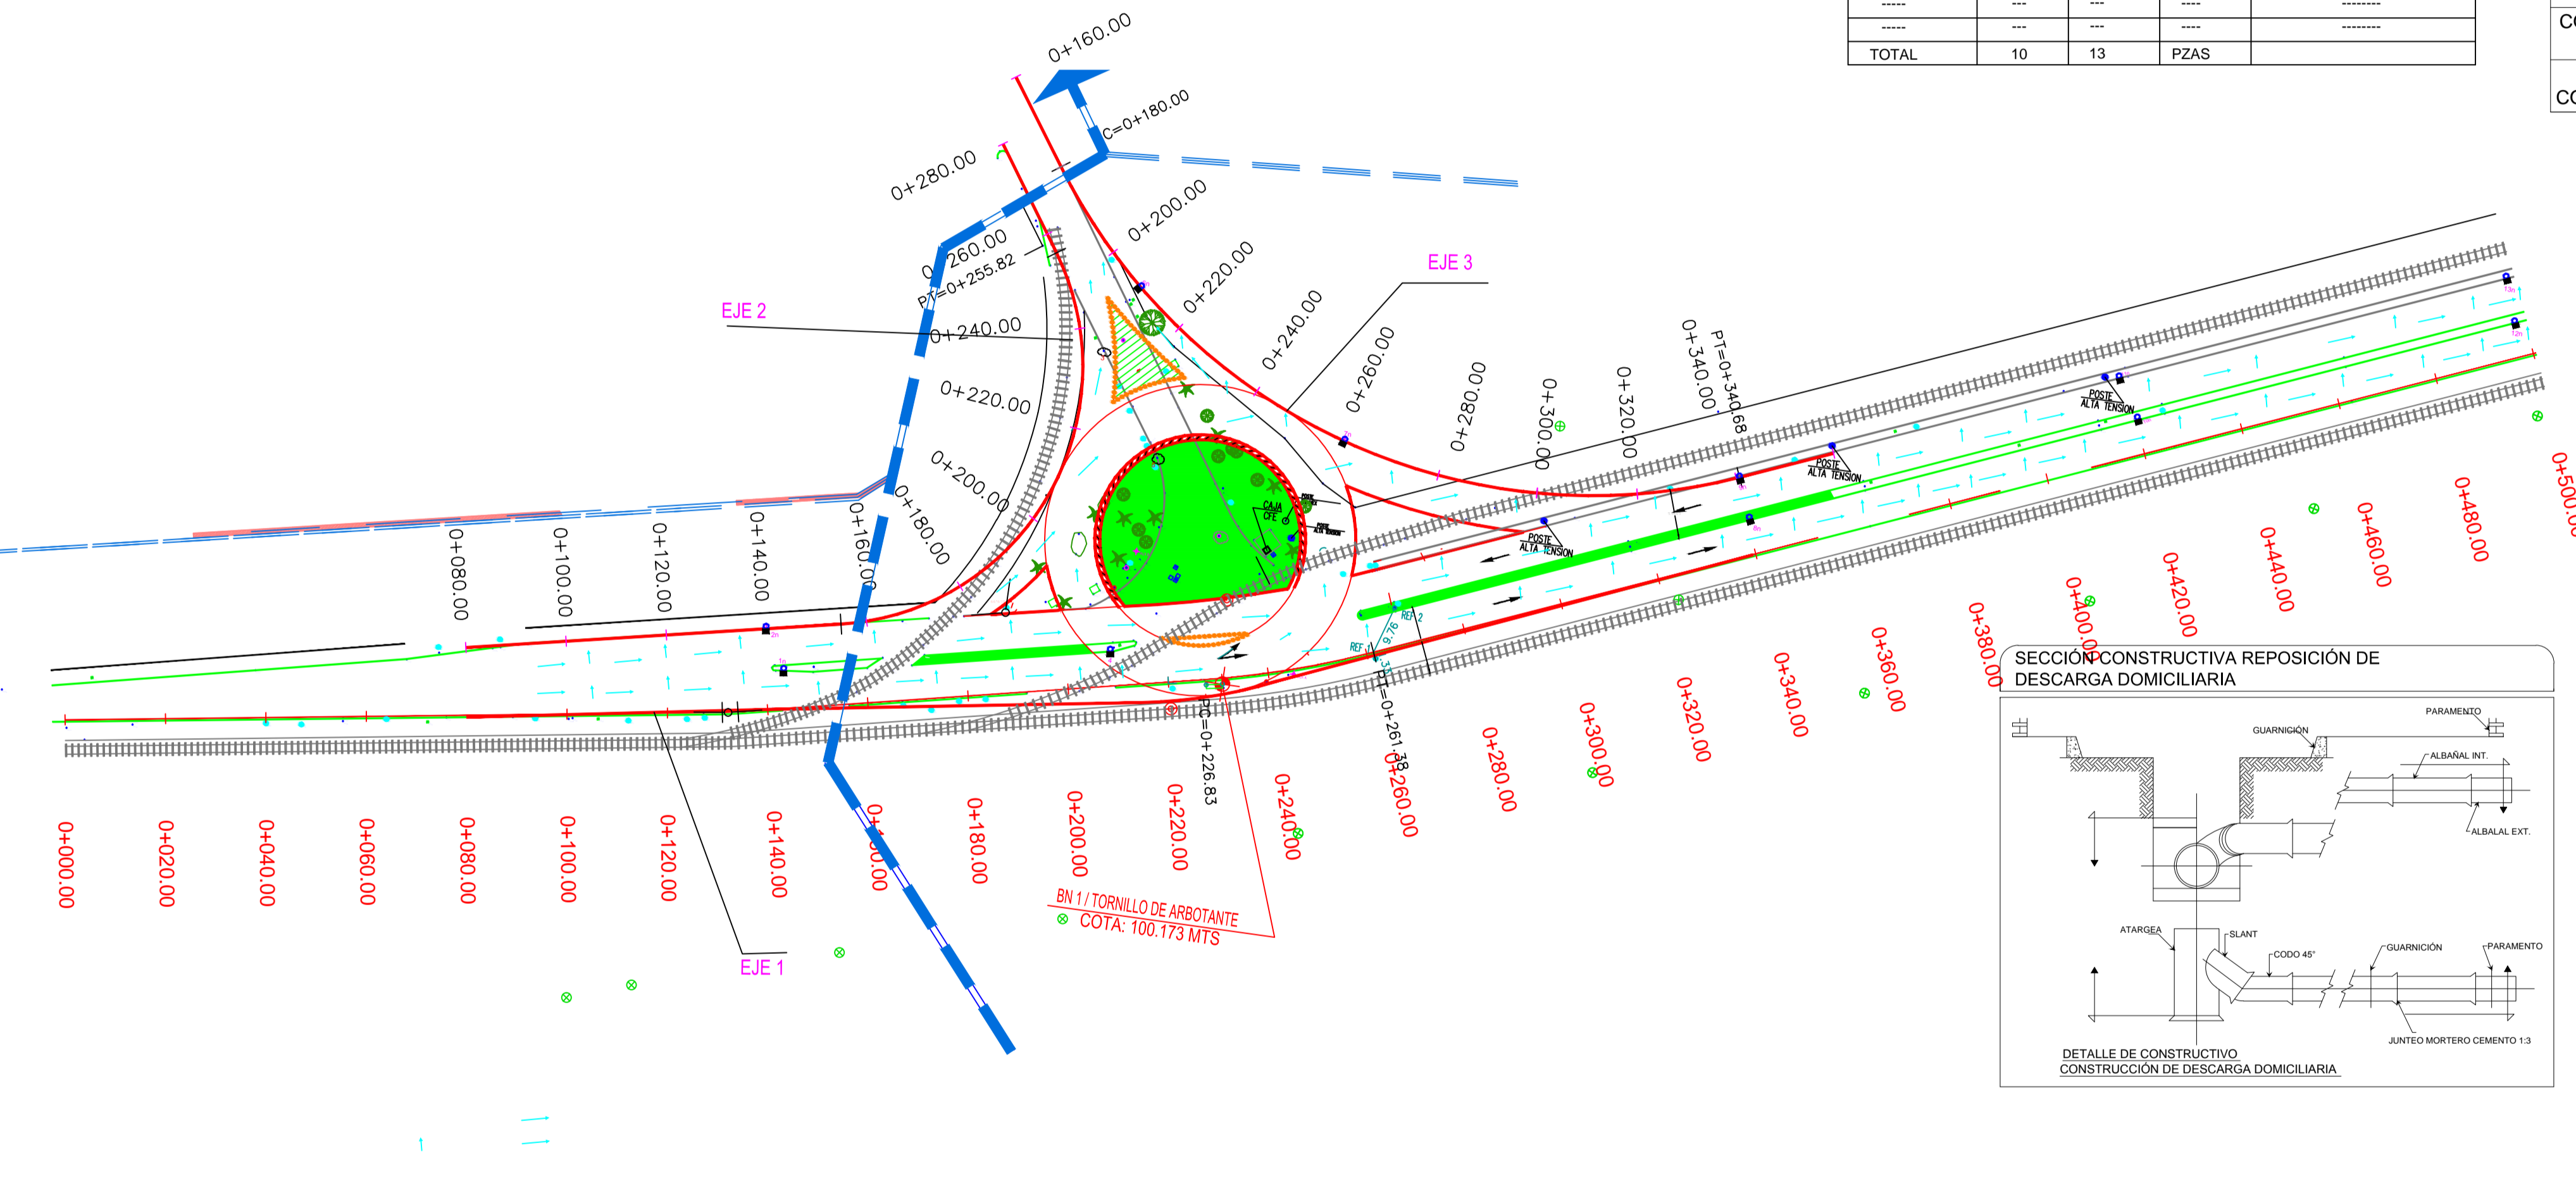 ----- --- --- ---- --------
----- --- --- ---- --------
TOTAL 10 13 PZAS
0+160.00
C=0+180.00
0+280.00
0+200.00
0+260.00
PT=0+255.82
0+220.00
EJE 3
EJE 2
0+240.00
0+240.00
0+260.00
0+220.00
0+280.00
0+300.00
0+320.00
0+340.00
PT=0+340.68
0+200.00
0+180.00
0+160.00
0+140.00
0+120.00
0+100.00
0+080.00
CAJA
CFE
POSTE
ALTA TENSION
POSTE
ALTA TENSION
POSTE
ALTA TENSION
REF 1
REF 2
9.76
PC=0+226.83
PT=0+261.38
0+000.00
0+020.00
0+040.00
0+060.00
0+080.00
0+100.00
0+120.00
0+140.00
0+180.00
0+200.00
0+220.00
0+240.00
0+260.00
0+280.00
0+300.00
0+320.00
0+340.00
0+360.00
0+380.00
0+400.00
0+420.00
0+440.00
0+460.00
0+480.00
BN 1 / TORNILLO DE ARBOTANTE
COTA: 100.173 MTS
EJE 1
SECCIÓN CONSTRUCTIVA REPOSICIÓN DE
DESCARGA DOMICILIARIA
PARAMENTO
GUARNICIÓN
ALBAÑAL INT.
ALBALAL EXT.
ATARGEA
SLANT
CODO 45°
GUARNICIÓN
PARAMENTO
JUNTEO MORTERO CEMENTO 1:3
DETALLE DE CONSTRUCTIVO
CONSTRUCCIÓN DE DESCARGA DOMICILIARIA